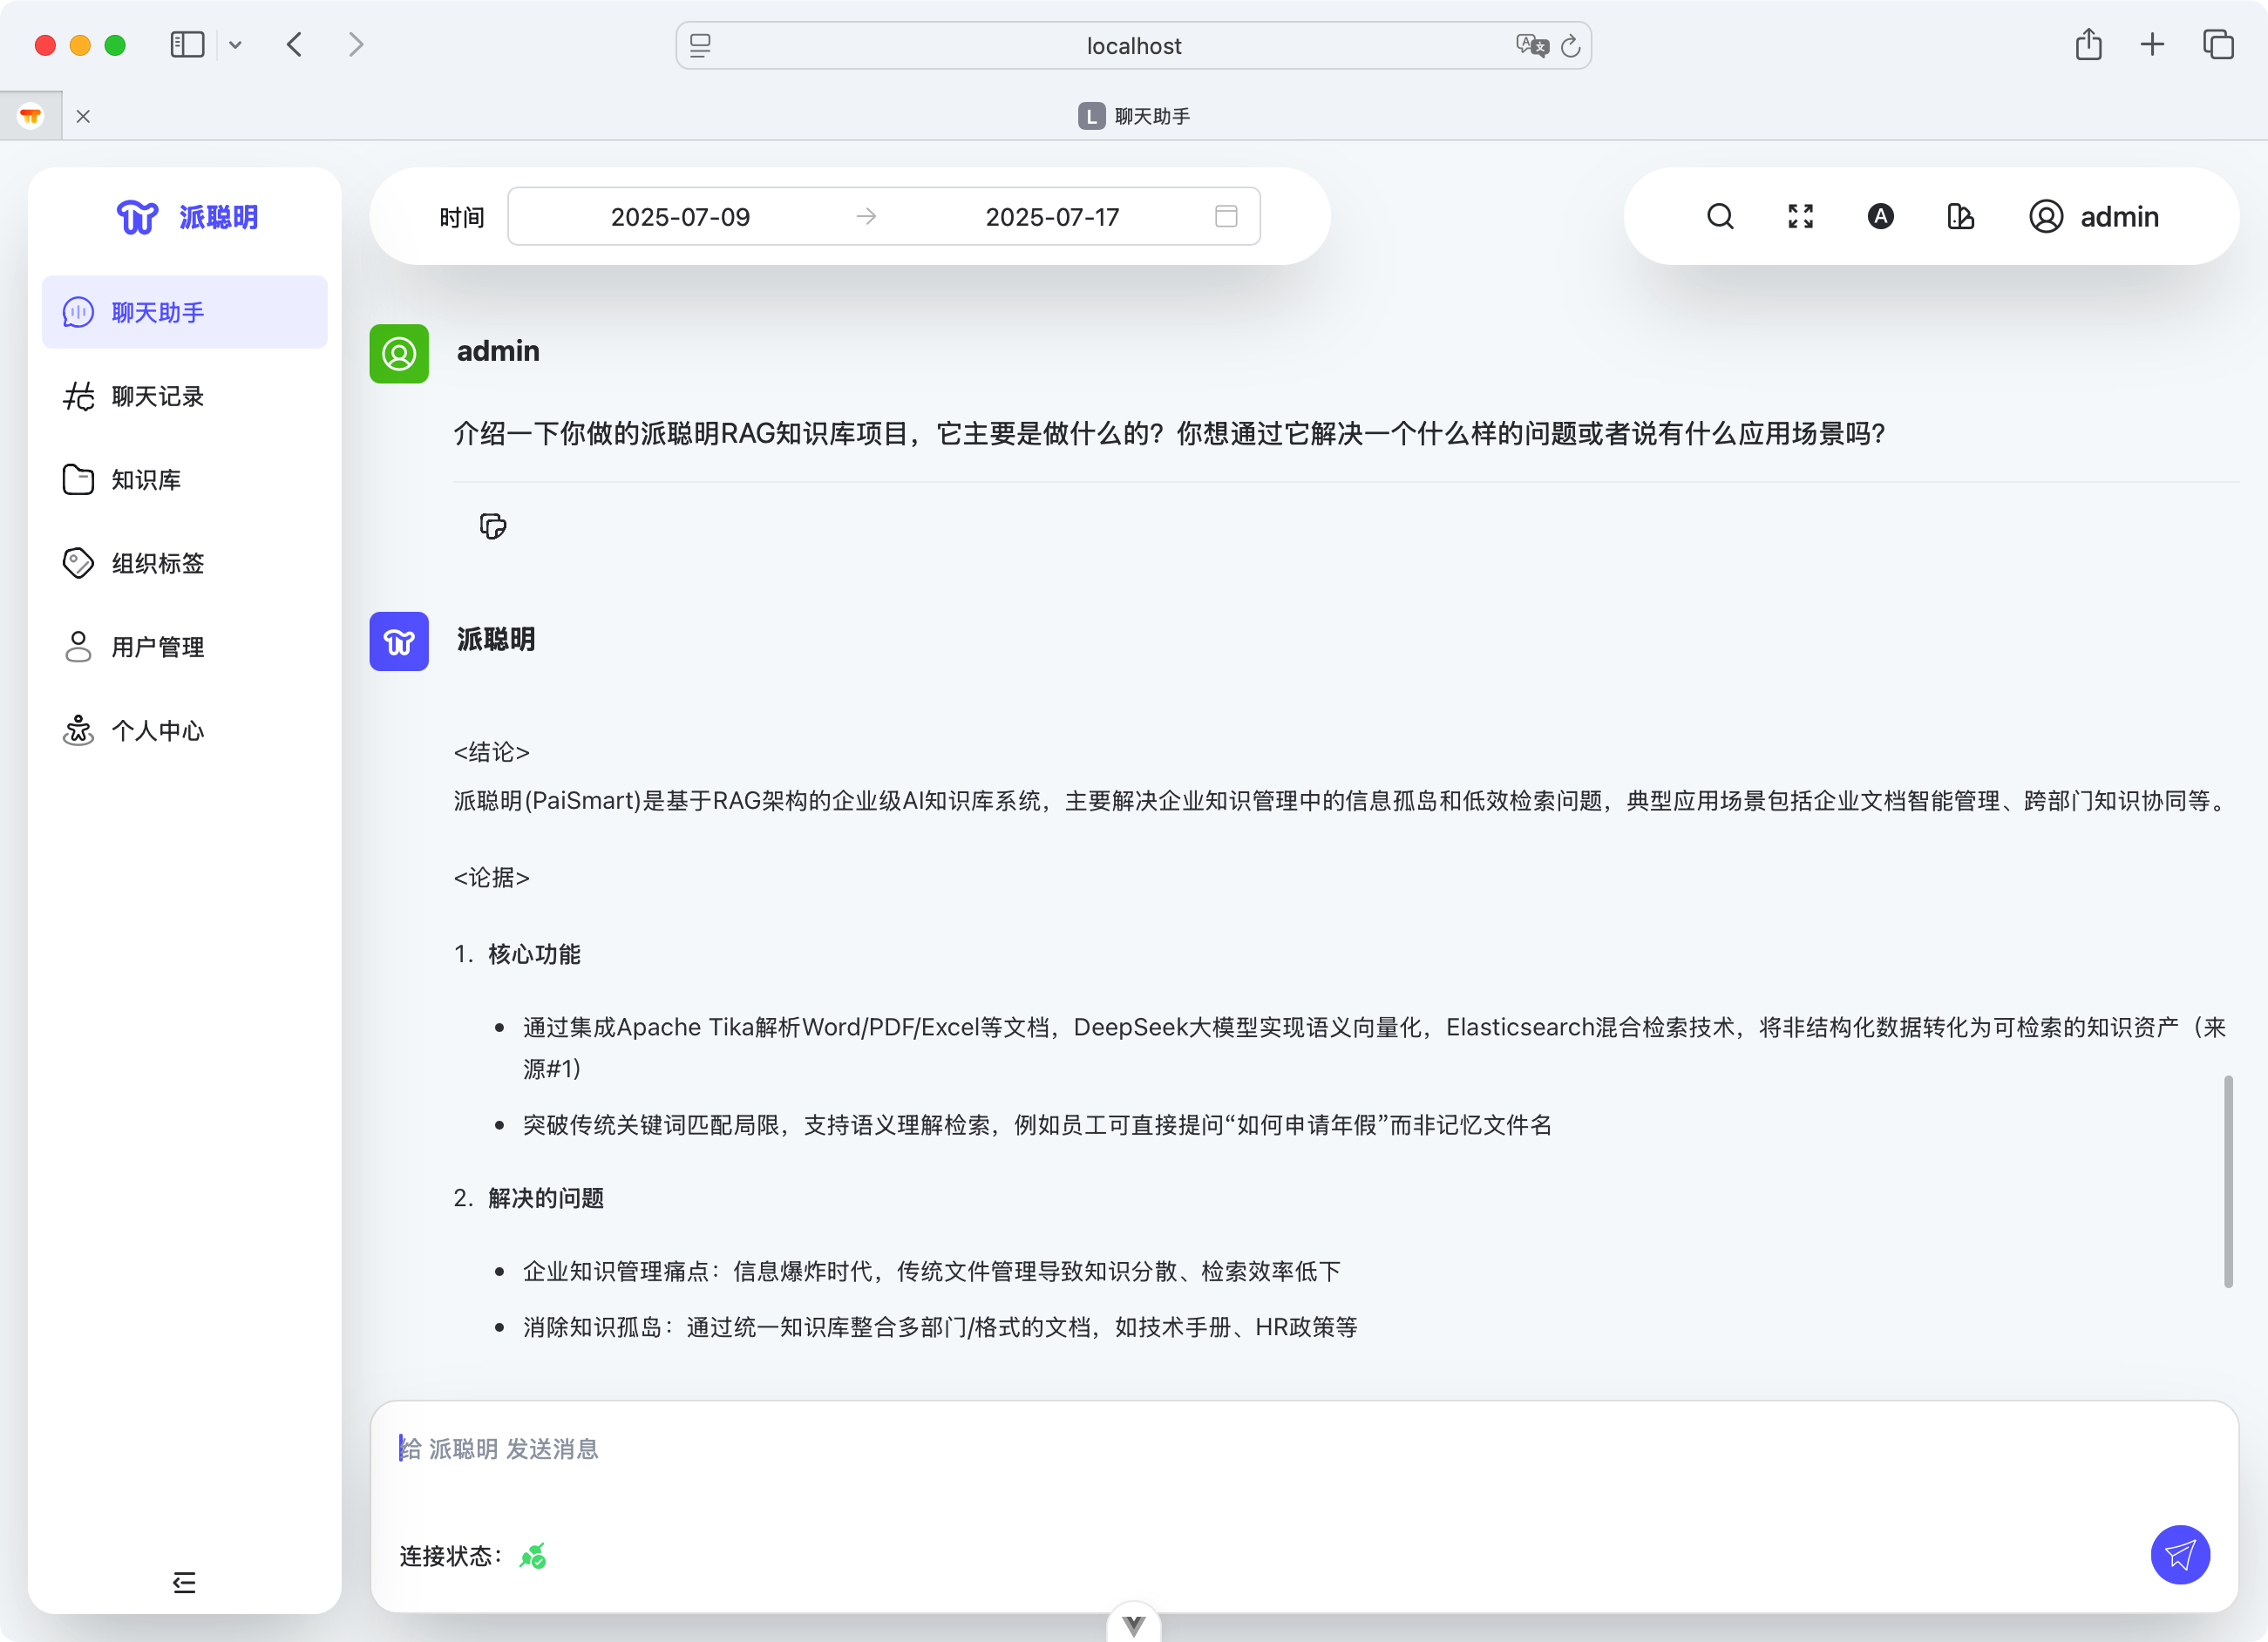 localhost
L 聊天助手
派聪明
时间 2025-07-09 2025-07-17
A
admin
聊天助手
聊天记录
知识库
组织标签
用户管理
个人中心
admin
介绍一下你做的派聪明RAG知识库项目，它主要是做什么的？你想通过它解决一个什么样的问题或者说有什么应用场景吗？
派聪明
<结论>
派聪明(PaiSmart)是基于RAG架构的企业级AI知识库系统，主要解决企业知识管理中的信息孤岛和低效检索问题，典型应用场景包括企业文档智能管理、跨部门知识协同等。
<论据>
1. 核心功能
• 通过集成Apache Tika解析Word/PDF/Excel等文档，DeepSeek大模型实现语义向量化，Elasticsearch混合检索技术，将非结构化数据转化为可检索的知识资产（来
源#1)
• 突破传统关键词匹配局限，支持语义理解检索，例如员工可直接提问“如何申请年假”而非记忆文件名
2. 解决的问题
• 企业知识管理痛点：信息爆炸时代，传统文件管理导致知识分散、检索效率低下
• 消除知识孤岛：通过统一知识库整合多部门/格式的文档，如技术手册、HR政策等
给 派聪明 发送消息
连接状态：